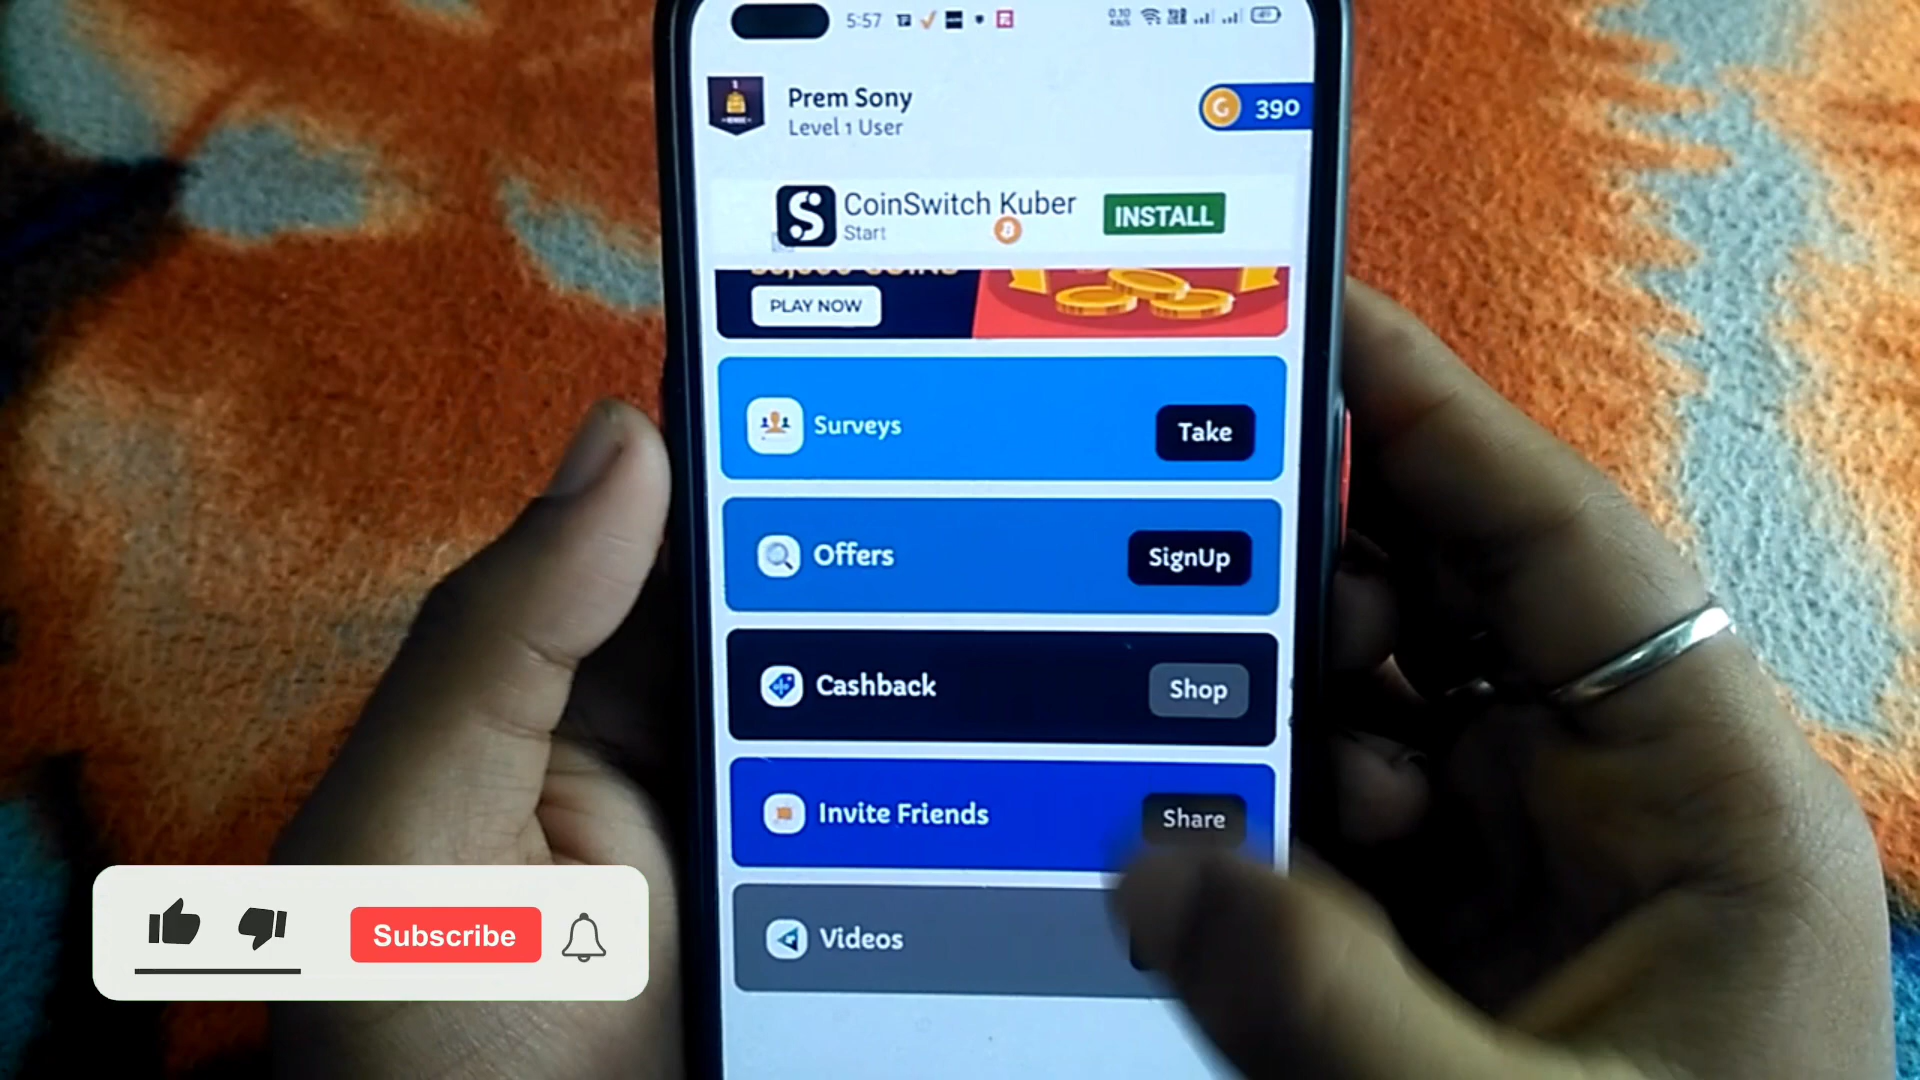 5:57
Prem Sony
390
Level 1 User
CoinSwitch Kuber
Start
INSTALL
PLAY NOW
Surveys
Take
Offers
SignUp
Cashback
Shop
Invite Friends
Share
Videos
Subscribe